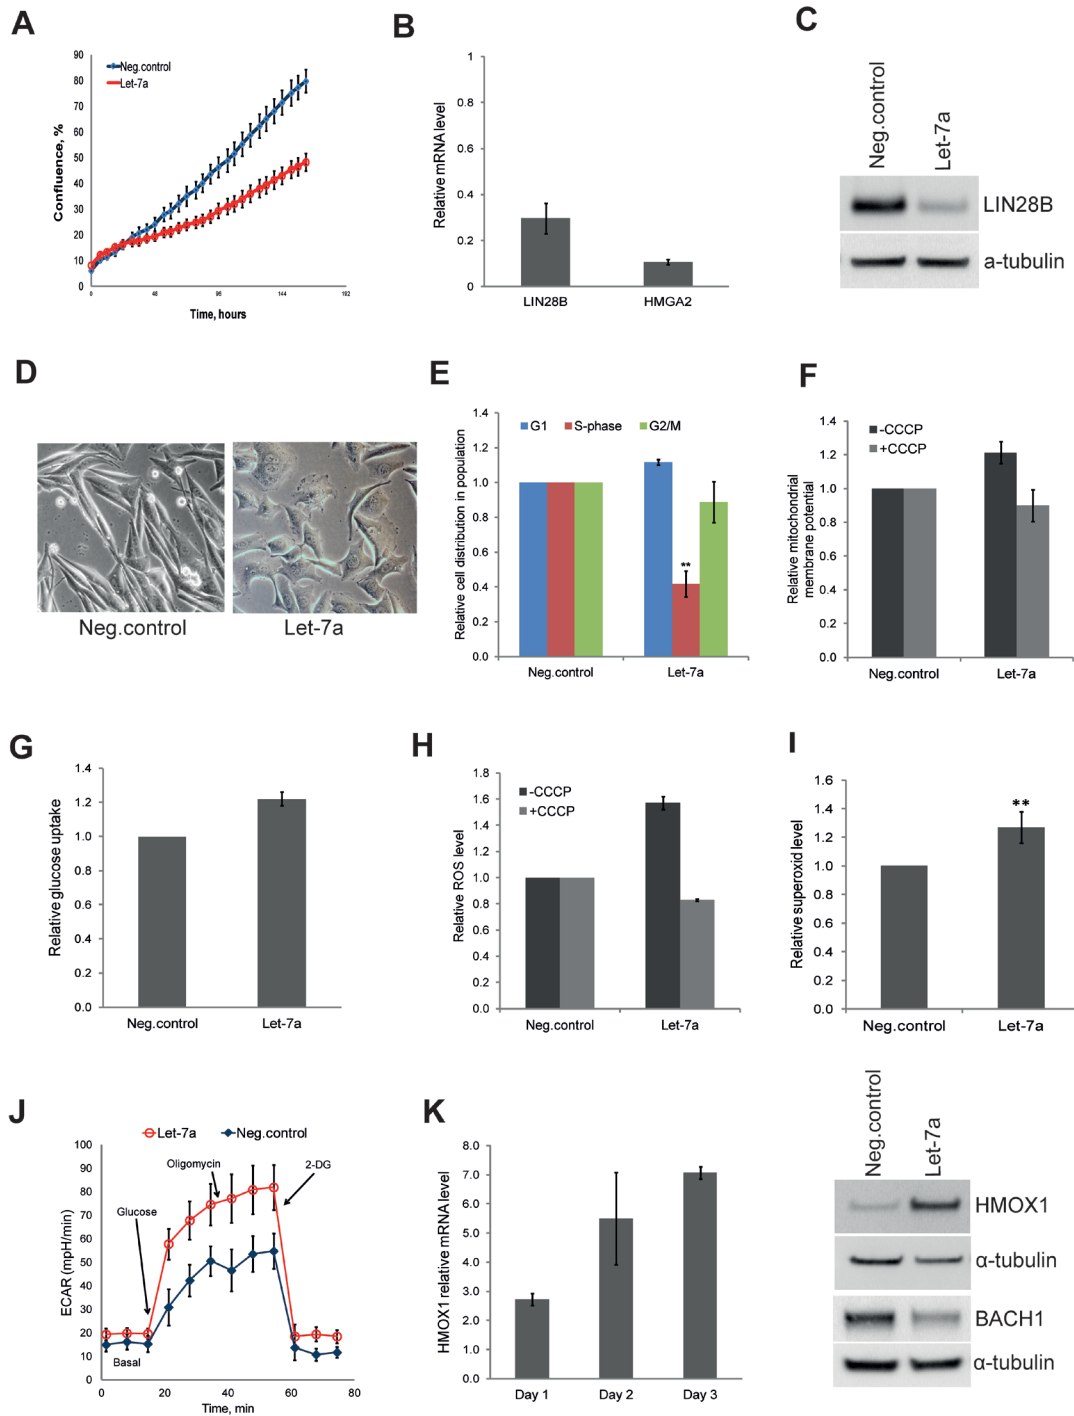 A
90
80
70
60
50
40
30
20
10
0
Confluence, %
Neg.control
Let-7a
0
48
96
144
192
Time, hours
B
1
0.8
0.6
0.4
0.2
0
Relative mRNA level
LIN28B
HMGA2
C
Neg.control
Let-7a
LIN28B
a-tubulin
D
Neg.control
Let-7a
E
1.4
1.2
1.0
0.8
0.6
0.4
0.2
0.0
Relative cell distribution in population
G1
S-phase
G2/M
**
Neg.control
Let-7a
F
1.4
1.2
1.0
0.8
0.6
0.4
0.2
0.0
Relative mitochondrial
membrane potential
-CCCP
+CCCP
Neg.control
Let-7a
G
1.4
1.2
1.0
0.8
0.6
0.4
0.2
0.0
Relative glucose uptake
Neg.control
Let-7a
H
1.8
1.6
1.4
1.2
1.0
0.8
0.6
0.4
0.2
0.0
Relative ROS level
-CCCP
+CCCP
Neg.control
Let-7a
I
1.6
1.4
1.2
1.0
0.8
0.6
0.4
0.2
0.0
Relative superoxid level
**
Neg.control
Let-7a
J
Let-7a
Neg.control
100
90
80
70
60
50
40
30
20
10
0
ECAR (mpH/min)
Oligomycin
2-DG
Glucose
Basal
0
20
40
60
80
Time, min
K
8.0
7.0
6.0
5.0
4.0
3.0
2.0
1.0
0.0
HMOX1 relative mRNA level
Day 1
Day 2
Day 3
Neg.control
Let-7a
HMOX1
α-tubulin
BACH1
α-tubulin